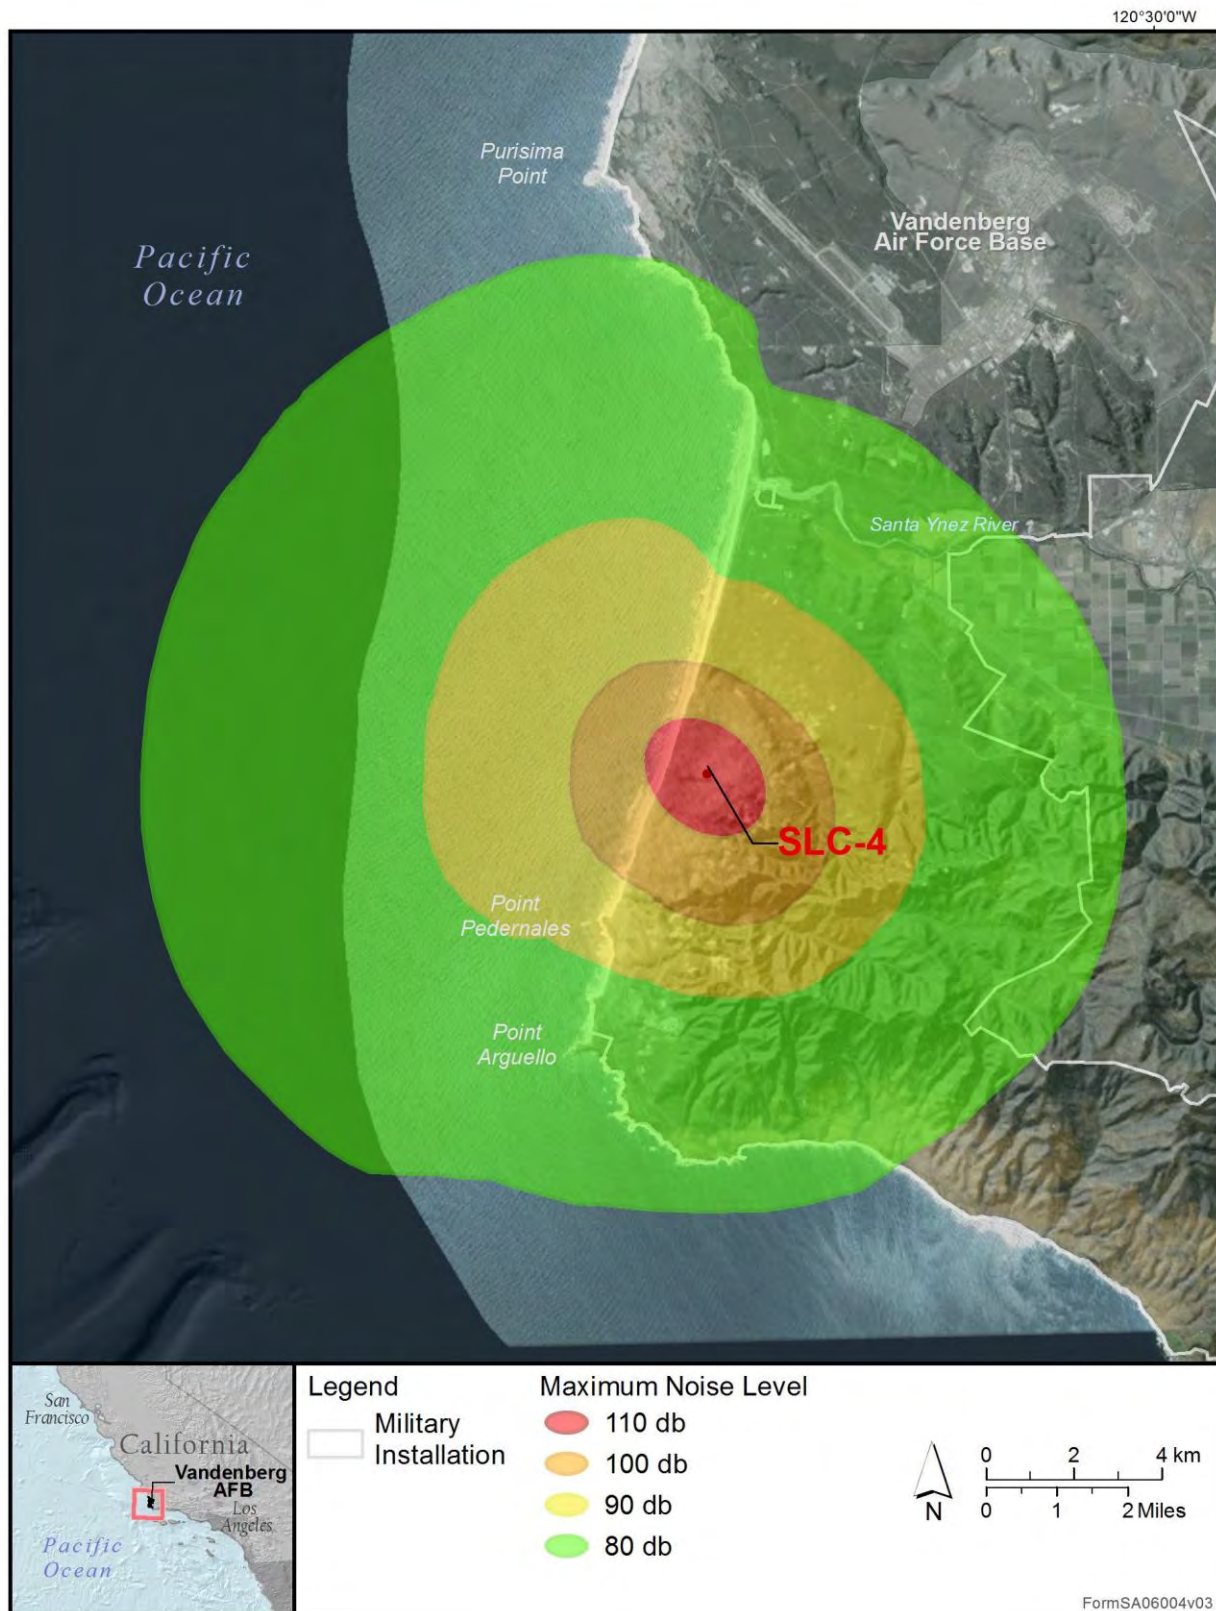 120°30'0"W
Purisima
Point
Vandenberg
Air Force Base
Pacific
Ocean
Santa Ynez River
SLC-4
Point
Pedernales
Point
Arguello
San
Francisco
California
Vandenberg
AFB
Los
Angeles
Pacific
Ocean
Legend
Military
Installation
Maximum Noise Level
110 db
100 db
90 db
80 db
N
0 2 4 km
0 1 2 Miles
FormSA06004v03